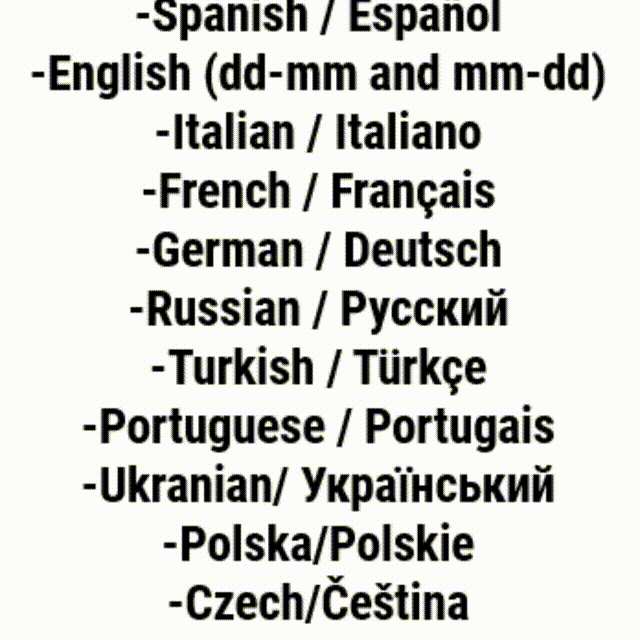 -Spanish / Español
-English (dd-mm and mm-dd)
-Italian / Italiano
-French / Français
-German / Deutsch
-Russian / Русский
-Turkish / Türkçe
-Portuguese / Portugais
-Ukranian/ Український
-Polska/Polskie
-Czech/Čeština